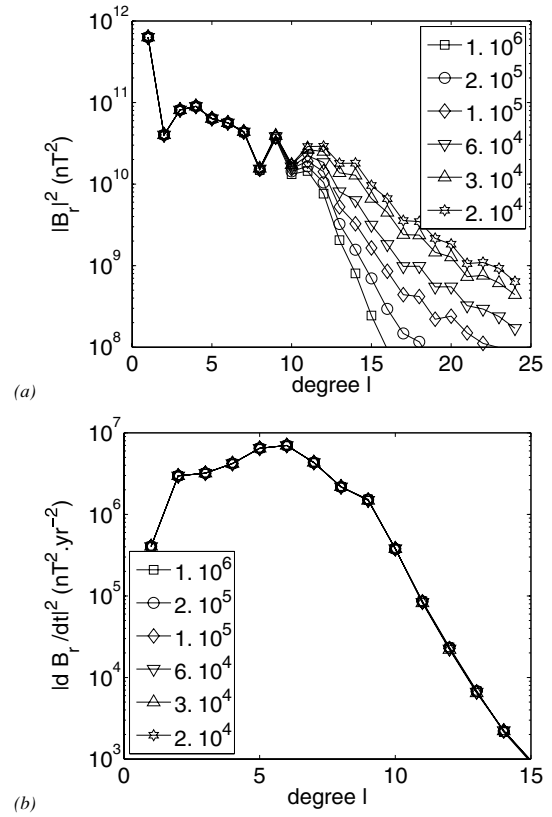 (a)
|B_r|^2 (nT^2)
10^12
10^11
10^10
10^9
10^8
0 5 10 15 20 25
degree l
1. 10^6
2. 10^5
1. 10^5
6. 10^4
3. 10^4
2. 10^4
(b)
|d B_r/dt|^2 (nT^2.yr^-2)
10^7
10^6
10^5
10^4
10^3
0 5 10 15
degree l
1. 10^6
2. 10^5
1. 10^5
6. 10^4
3. 10^4
2. 10^4